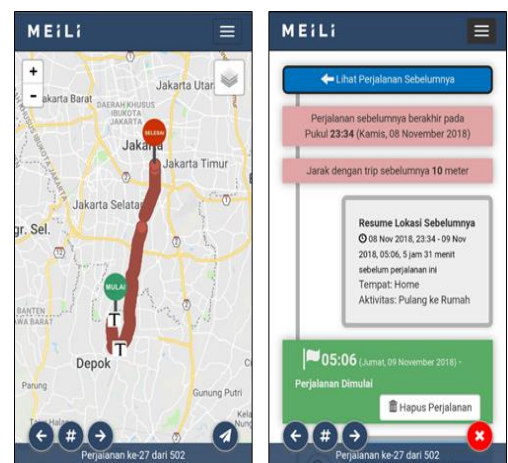 MEiLi
+
-
Jakarta Utara
Jakarta Barat
DAERAH KHUSUS
IBUKOTA
JAKARTA
SELESAI
Jakarta
Jakarta Timur
Jakarta Selatan
gr. Sel.
MULAI
T
T
BANTEN
WA BARAT
Depok
Parung
Gunung Putri
Perjalanan ke-27 dari 502
MEiLi
Lihat Perjalanan Sebelumnya
Perjalanan sebelumnya berakhir pada
Pukul 23:34 (Kamis, 08 November 2018)
Jarak dengan trip sebelumnya 10 meter
Resume Lokasi Sebelumnya
08 Nov 2018, 23:34 - 09 Nov
2018, 05:06, 5 jam 31 menit
sebelum perjalanan ini
Tempat: Home
Aktivitas: Pulang ke Rumah
05:06 (Jumat, 09 November 2018) -
Perjalanan Dimulai
Hapus Perjalanan
#
Perjalanan ke-27 dari 502